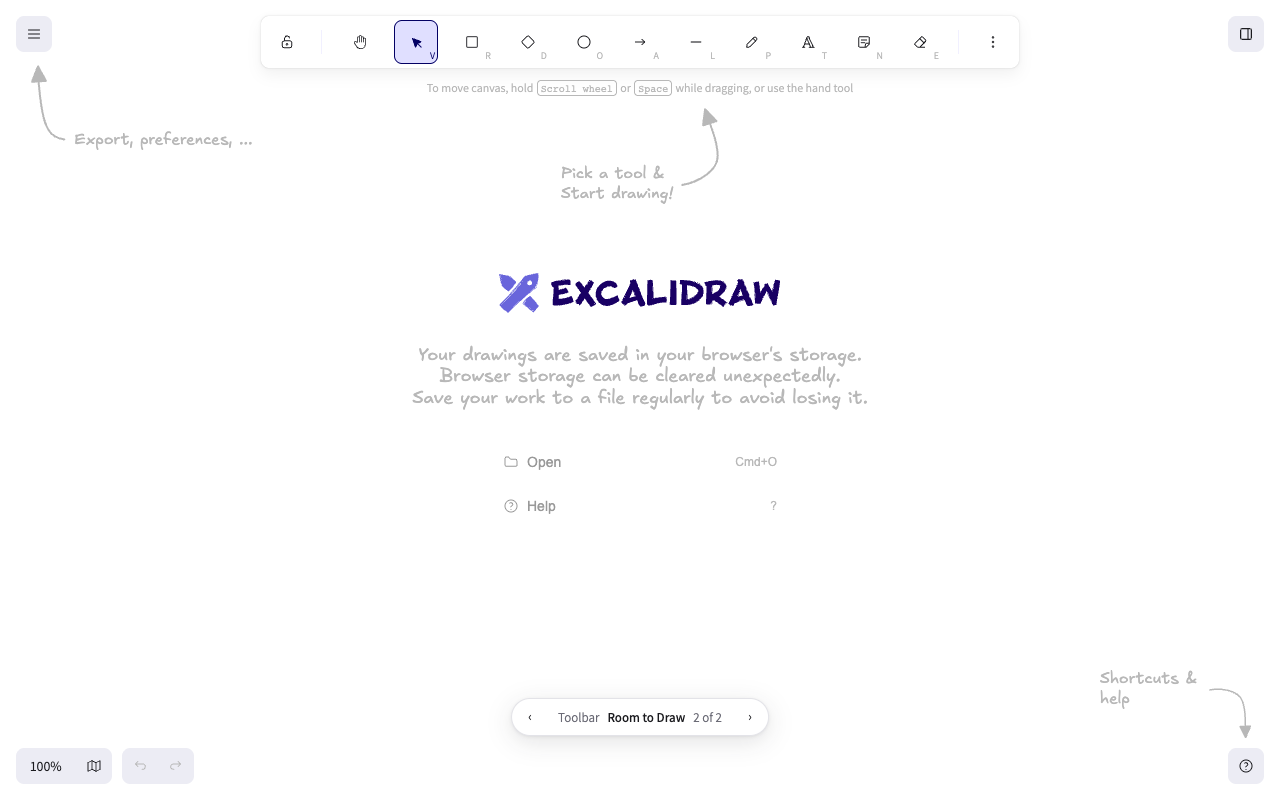 V
R
D
O
A
L
P
T
N
E
To move canvas, hold Scroll wheel or Space while dragging, or use the hand tool
Export, preferences, ...
Pick a tool &
Start drawing!
EXCALIDRAW
Your drawings are saved in your browser's storage.
Browser storage can be cleared unexpectedly.
Save your work to a file regularly to avoid losing it.
Open Cmd+O
Help ?
Shortcuts &
help
‹ Toolbar Room to Draw 2 of 2 ›
100%